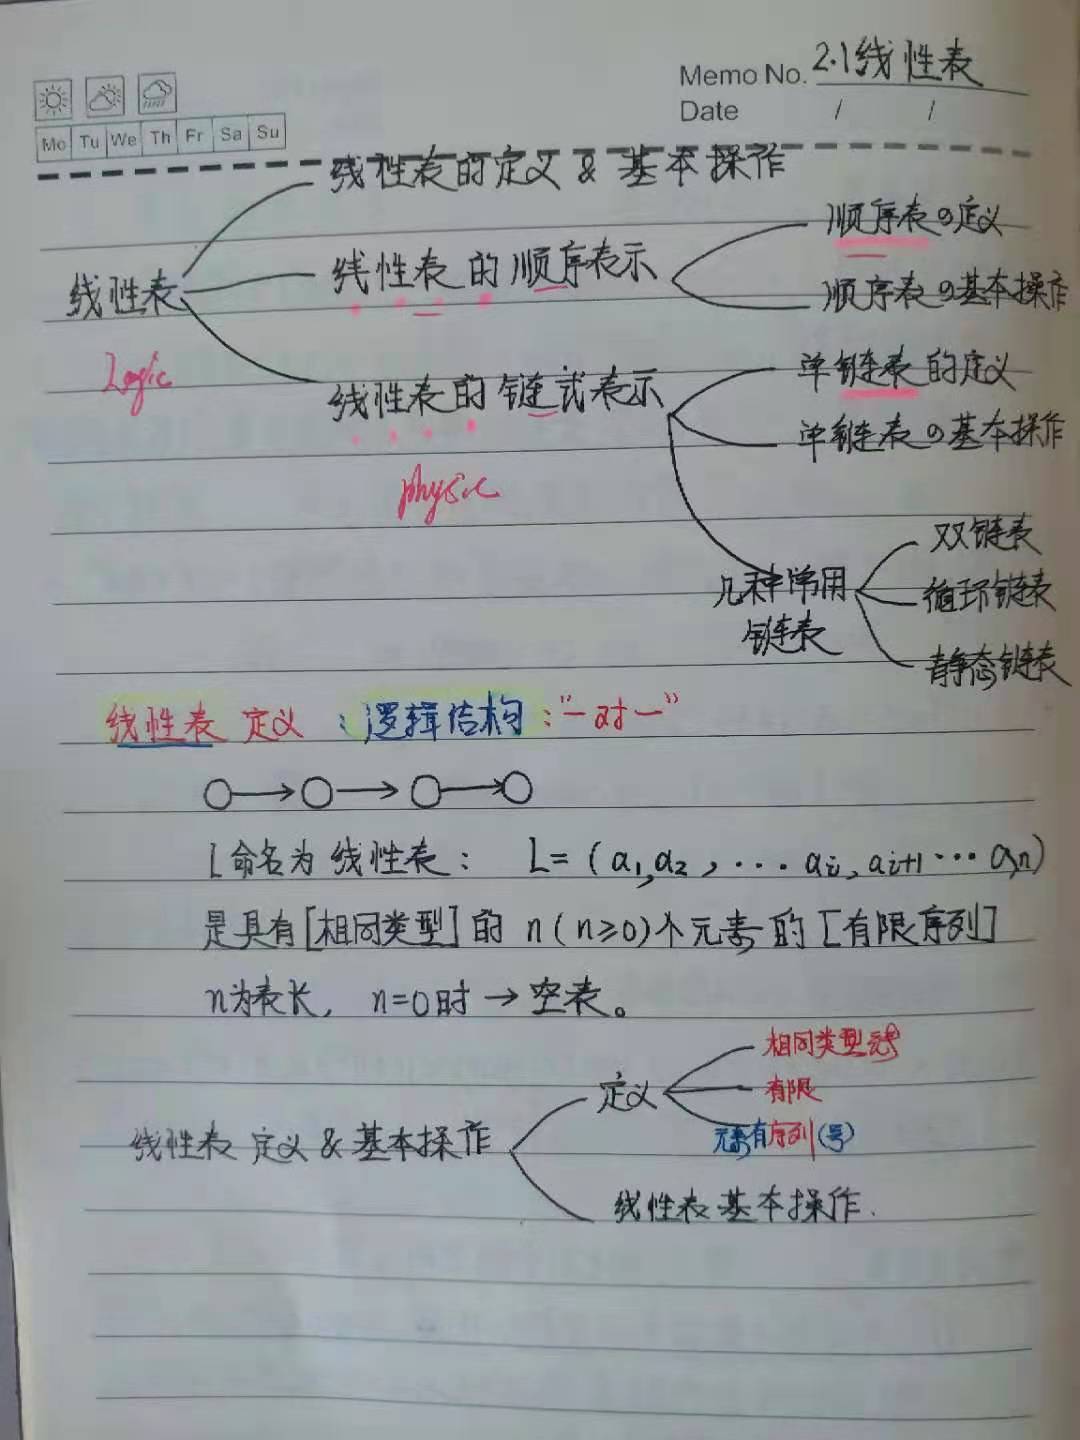 Memo No. 2.1线性表
Date / /
Mo Tu We Th Fr Sa Su
线性表的定义 & 基本操作
线性表
线性表的顺序表示
顺序表の定义
顺序表の基本操作
Logic
线性表的链式表示
单链表的定义
单链表の基本操作
physic
几种常用
链表
双链表
循环链表
静态链表
线性表 定义 : 逻辑结构 : “一对一”
L命名为 线性表: L=(a1,a2,...ai,ai+1...an)
是具有[相同类型]的 n(n≥0)个元素的[有限序列]
n为表长, n=0时→空表。
线性表 定义 & 基本操作
定义
相同类型元素
有限
元素有序列(号)
线性表基本操作.